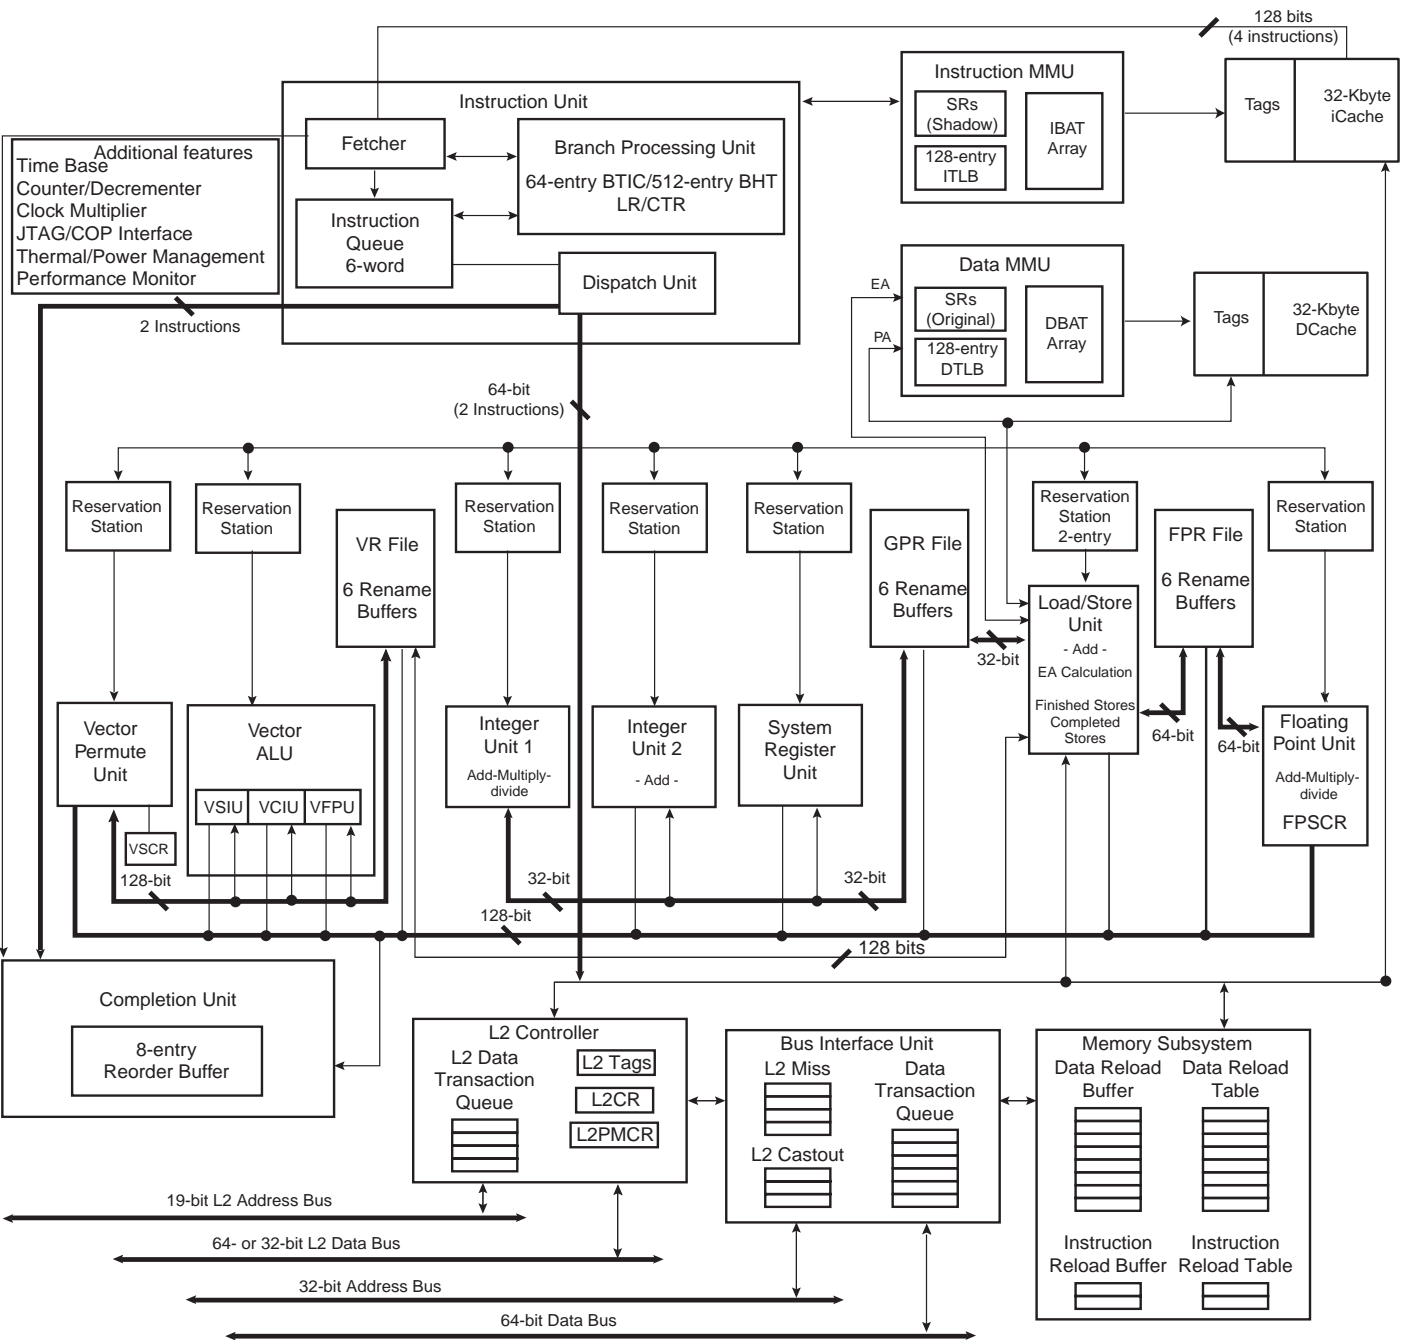 128 bits
(4 instructions)
Instruction Unit
Fetcher
Branch Processing Unit
64-entry BTIC/512-entry BHT
LR/CTR
Instruction
Queue
6-word
Dispatch Unit
Instruction MMU
SRs
(Shadow)
128-entry
ITLB
IBAT
Array
Tags
32-Kbyte
iCache
Additional features
Time Base
Counter/Decrementer
Clock Multiplier
JTAG/COP Interface
Thermal/Power Management
Performance Monitor
2 Instructions
64-bit
(2 Instructions)
Data MMU
EA
PA
SRs
(Original)
128-entry
DTLB
DBAT
Array
Tags
32-Kbyte
DCache
Reservation
Station
Reservation
Station
VR File
6 Rename
Buffers
Reservation
Station
Reservation
Station
Reservation
Station
GPR File
6 Rename
Buffers
Reservation
Station
2-entry
FPR File
6 Rename
Buffers
Reservation
Station
Vector
Permute
Unit
VSCR
Vector
ALU
VSIU
VCIU
VFPU
Integer
Unit 1
Add-Multiply-
divide
Integer
Unit 2
- Add -
System
Register
Unit
32-bit
Load/Store
Unit
- Add -
EA Calculation
Finished Stores
Completed
Stores
64-bit
64-bit
Floating
Point Unit
Add-Multiply-
divide
FPSCR
128-bit
32-bit
32-bit
128-bit
128 bits
Completion Unit
8-entry
Reorder Buffer
L2 Controller
L2 Data
Transaction
Queue
L2 Tags
L2CR
L2PMCR
Bus Interface Unit
L2 Miss
L2 Castout
Data
Transaction
Queue
Memory Subsystem
Data Reload
Buffer
Data Reload
Table
Instruction
Reload Buffer
Instruction
Reload Table
19-bit L2 Address Bus
64- or 32-bit L2 Data Bus
32-bit Address Bus
64-bit Data Bus